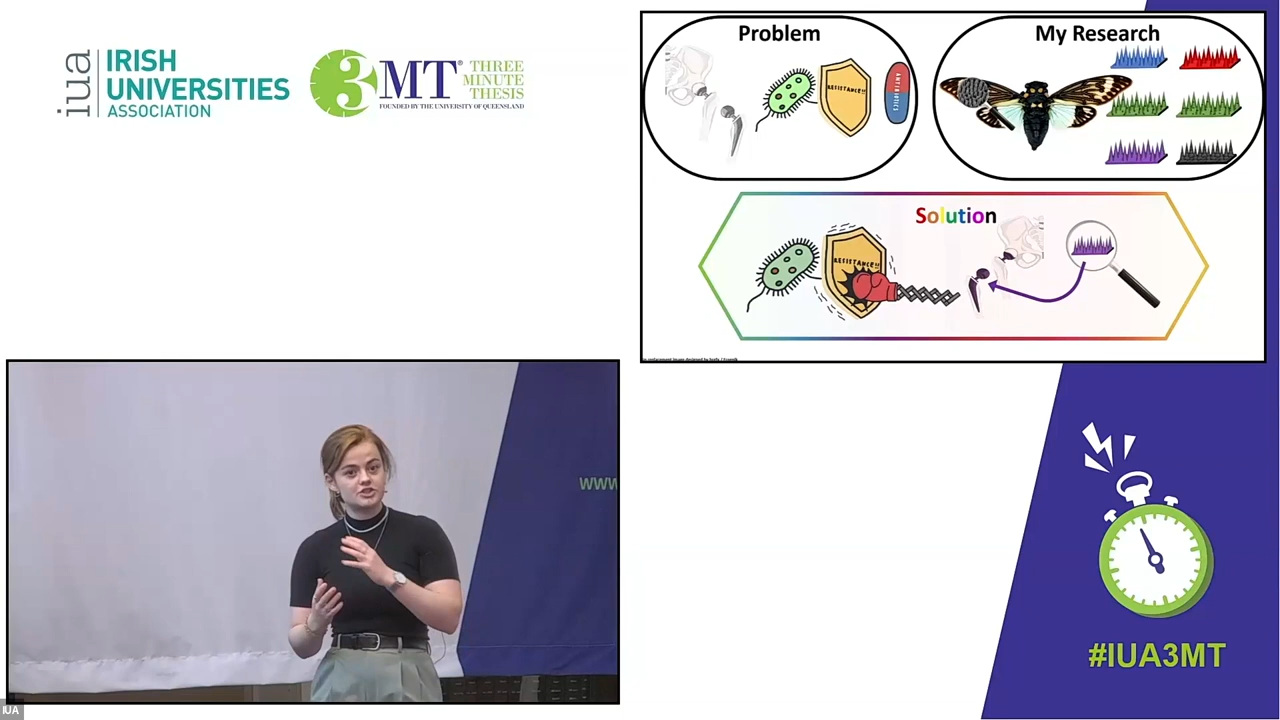 iua
IRISH
UNIVERSITIES
ASSOCIATION
3MT®
THREE
MINUTE
THESIS
FOUNDED BY THE UNIVERSITY OF QUEENSLAND
Problem
RESISTANCE!!
ANTIBIOTICS
My Research
Solution
RESISTANCE!!
www
#IUA3MT
IUA